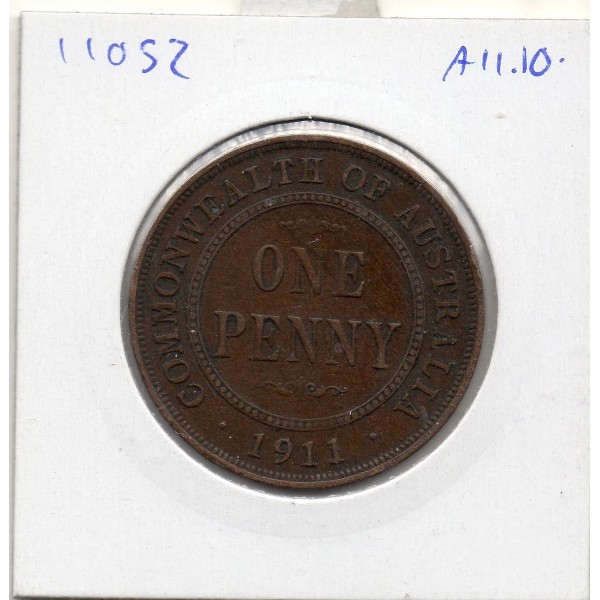 11052
A11.10.
COMMONWEALTH OF AUSTRALIA
ONE
PENNY
· 1911 ·